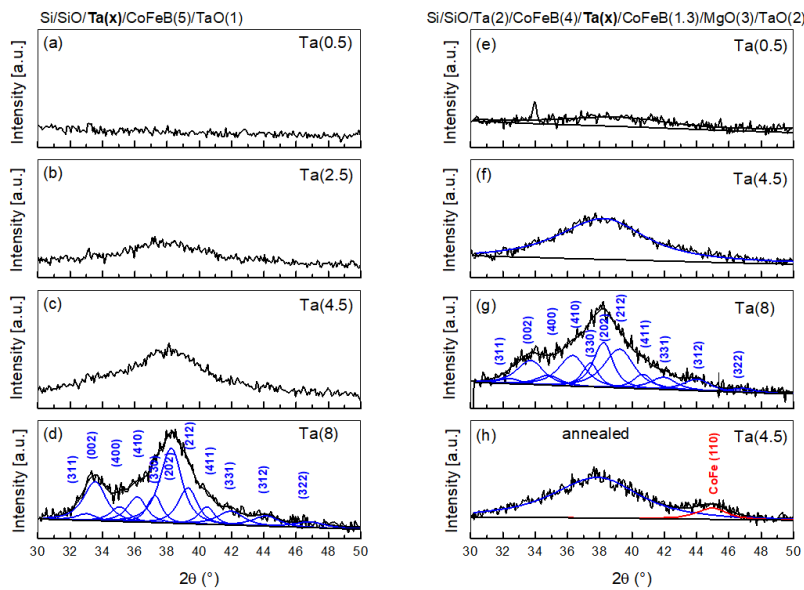 Si/SiO/Ta(x)/CoFeB(5)/TaO(1)
(a)
Ta(0.5)
Intensity [a.u.]
(b)
Ta(2.5)
Intensity [a.u.]
(c)
Ta(4.5)
Intensity [a.u.]
(d)
Ta(8)
Intensity [a.u.]
(311)
(002)
(400)
(410)
(330)
(202)
(212)
(411)
(331)
(312)
(322)
30 32 34 36 38 40 42 44 46 48 50
2θ (°)
Si/SiO/Ta(2)/CoFeB(4)/Ta(x)/CoFeB(1.3)/MgO(3)/TaO(2)
(e)
Ta(0.5)
Intensity [a.u.]
(f)
Ta(4.5)
Intensity [a.u.]
(g)
Ta(8)
Intensity [a.u.]
(311)
(002)
(400)
(410)
(330)
(202)
(212)
(411)
(331)
(312)
(322)
(h)
annealed
Ta(4.5)
Intensity [a.u.]
CoFe (110)
30 32 34 36 38 40 42 44 46 48 50
2θ (°)